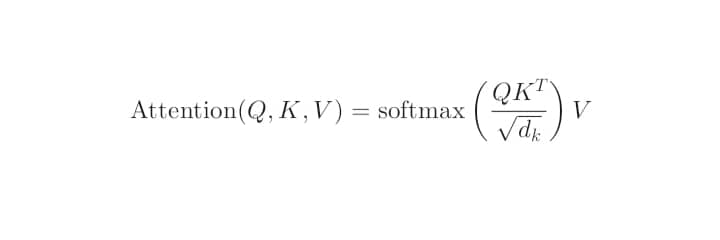 Attention(Q, K, V) = softmax (QK^T / √d_k) V